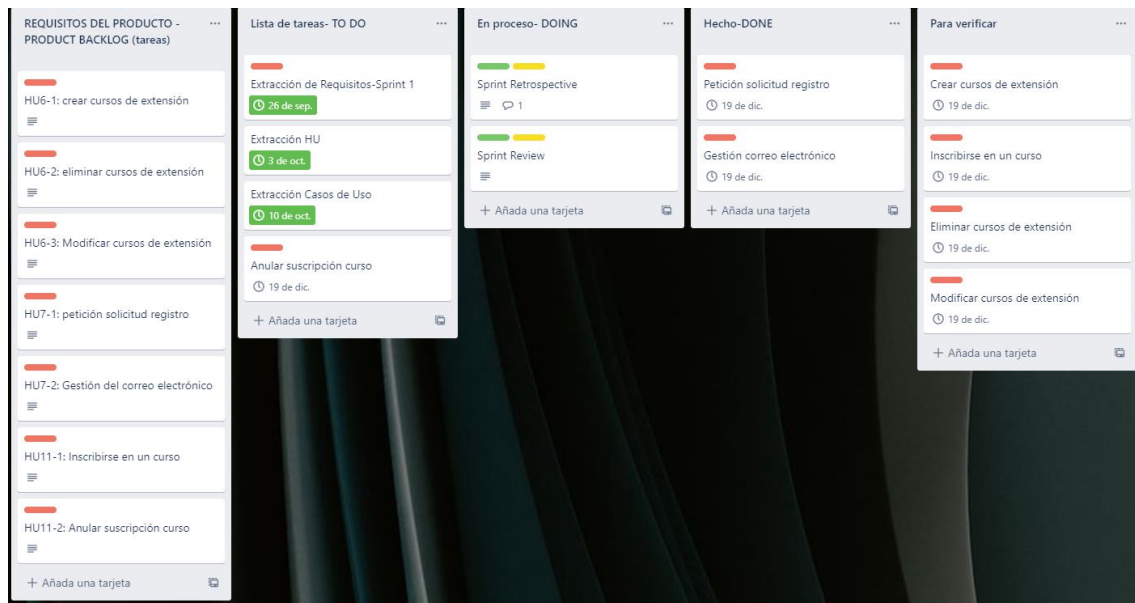 REQUISITOS DEL PRODUCTO -
PRODUCT BACKLOG (tareas)
HU6-1: crear cursos de extensión
HU6-2: eliminar cursos de extensión
HU6-3: Modificar cursos de extensión
HU7-1: petición solicitud registro
HU7-2: Gestión del correo electrónico
HU11-1: Inscribirse en un curso
HU11-2: Anular suscripción curso
+ Añada una tarjeta
Lista de tareas- TO DO
Extracción de Requisitos-Sprint 1
26 de sep.
Extracción HU
3 de oct.
Extracción Casos de Uso
10 de oct.
Anular suscripción curso
19 de dic.
+ Añada una tarjeta
En proceso- DOING
Sprint Retrospective
1
Sprint Review
+ Añada una tarjeta
Hecho-DONE
Petición solicitud registro
19 de dic.
Gestión correo electrónico
19 de dic.
+ Añada una tarjeta
Para verificar
Crear cursos de extensión
19 de dic.
Inscribirse en un curso
19 de dic.
Eliminar cursos de extensión
19 de dic.
Modificar cursos de extensión
19 de dic.
+ Añada una tarjeta